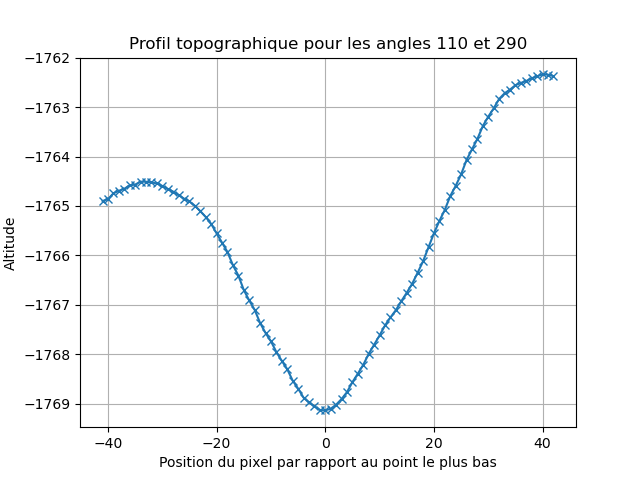 Profil topographique pour les angles 110 et 290
−1762
−1763
−1764
−1765
−1766
−1767
−1768
−1769
Altitude
−40 −20 0 20 40
Position du pixel par rapport au point le plus bas